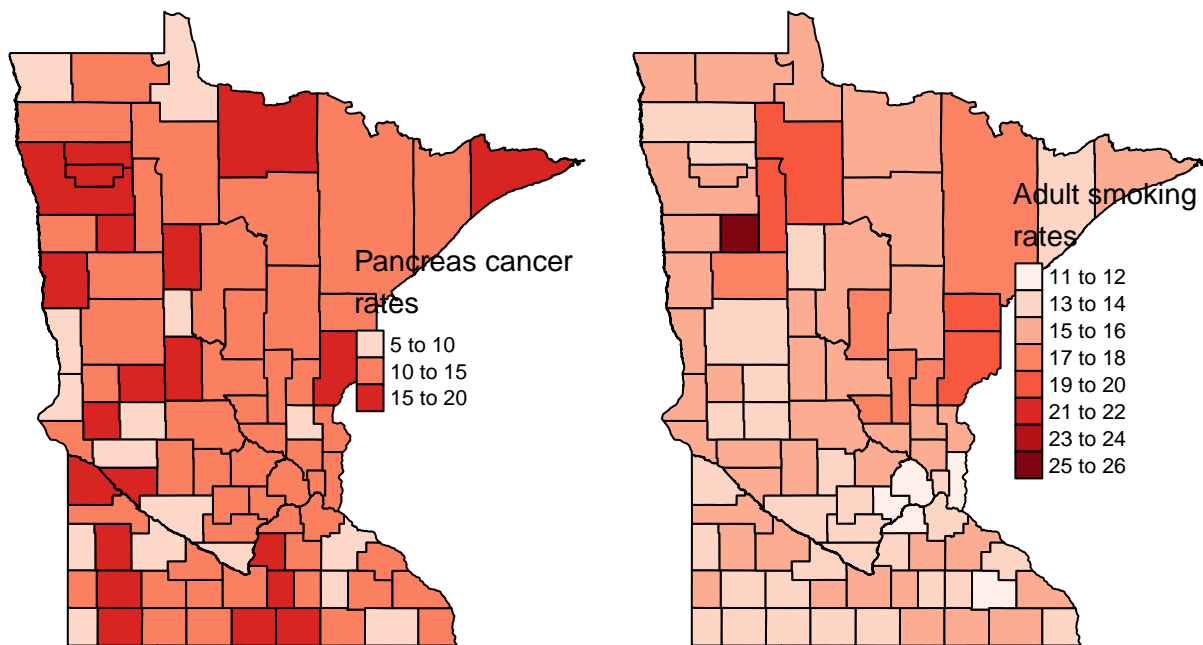 Pancreas cancer
rates
5 to 10
10 to 15
15 to 20
Adult smoking
rates
11 to 12
13 to 14
15 to 16
17 to 18
19 to 20
21 to 22
23 to 24
25 to 26